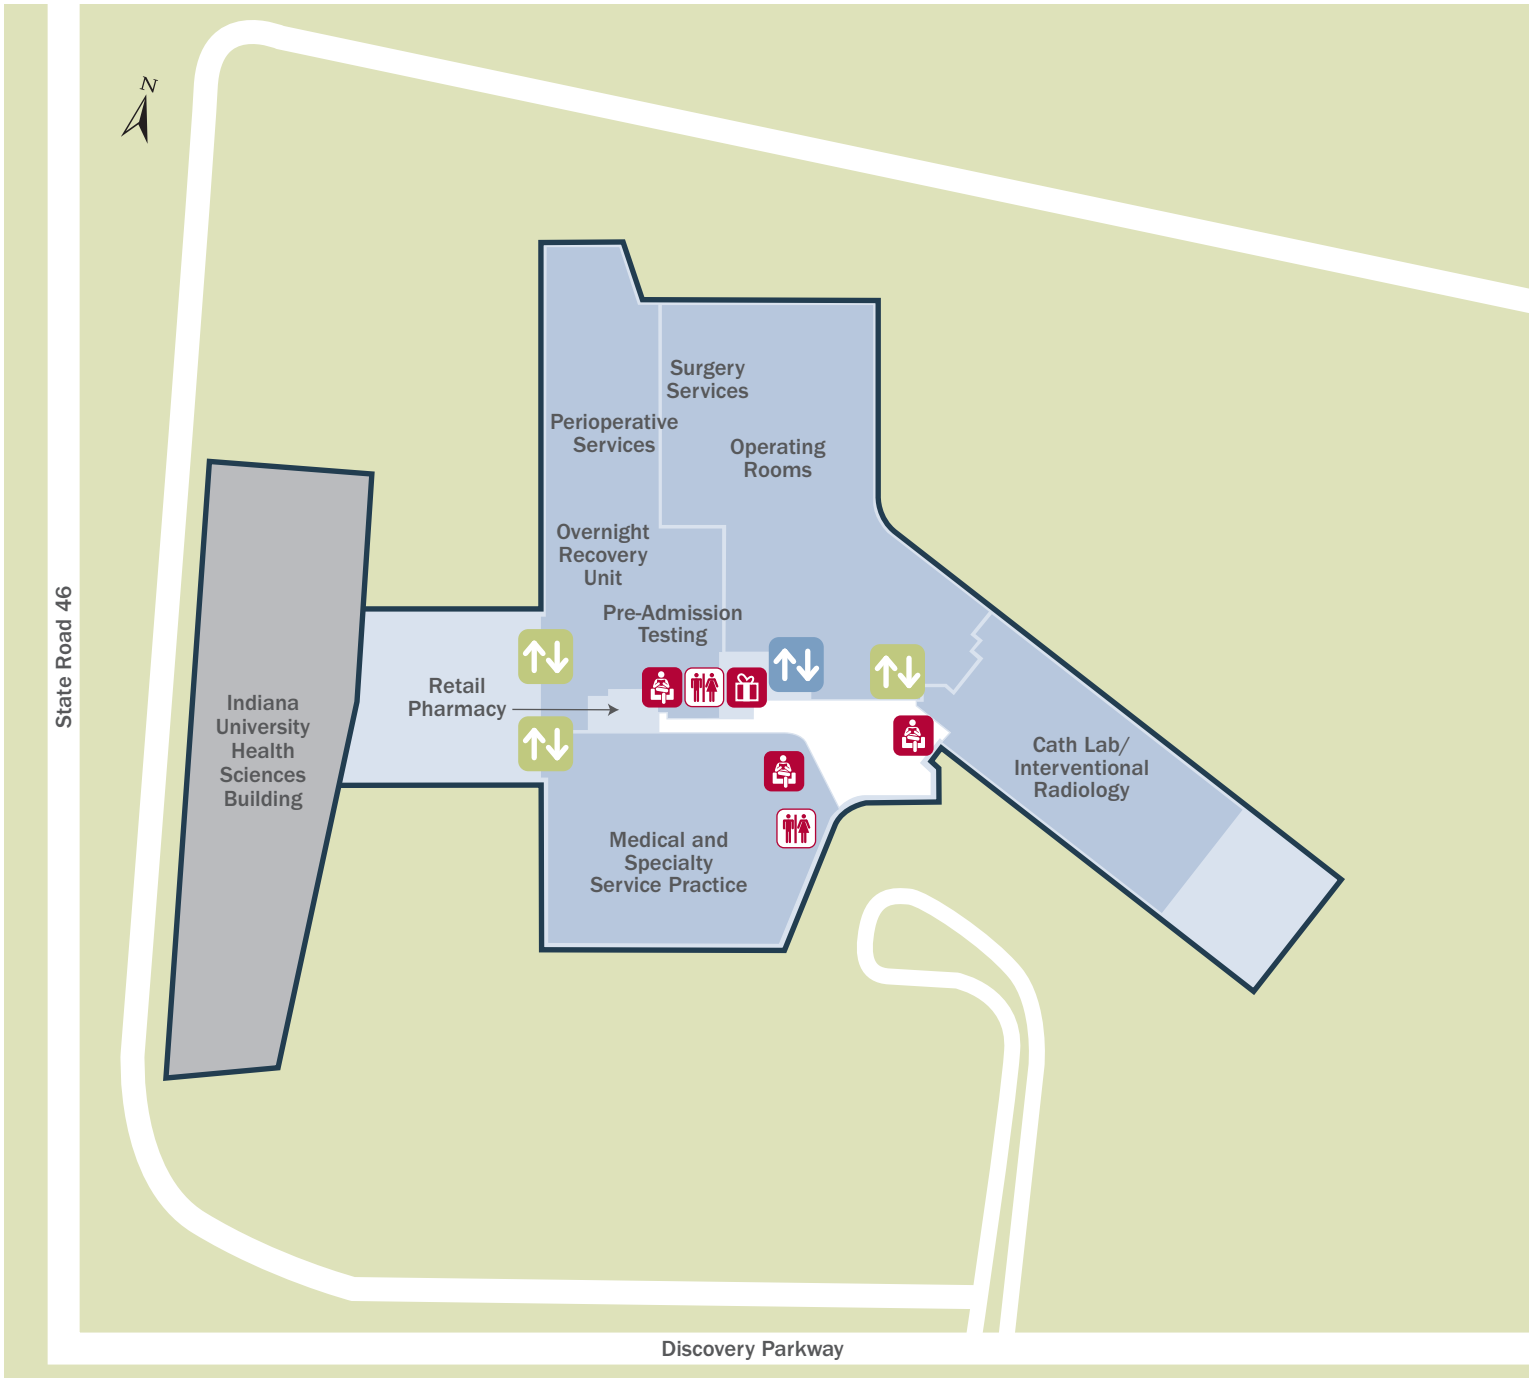 N
Surgery
Services
Perioperative
Services
Operating
Rooms
Overnight
Recovery
Unit
Pre-Admission
Testing
State Road 46
Retail
Pharmacy
Indiana
University
Health
Sciences
Building
Cath Lab/
Interventional
Radiology
Medical and
Specialty
Service Practice
Discovery Parkway